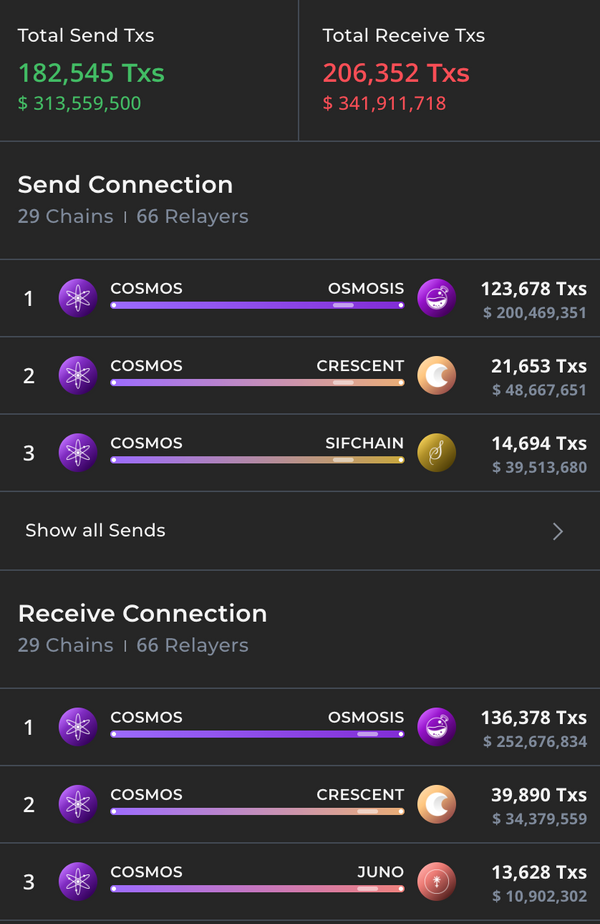 Total Send Txs
182,545 Txs
$ 313,559,500
Total Receive Txs
206,352 Txs
$ 341,911,718
Send Connection
29 Chains | 66 Relayers
1 COSMOS OSMOSIS 123,678 Txs
$ 200,469,351
2 COSMOS CRESCENT 21,653 Txs
$ 48,667,651
3 COSMOS SIFCHAIN 14,694 Txs
$ 39,513,680
Show all Sends
Receive Connection
29 Chains | 66 Relayers
1 COSMOS OSMOSIS 136,378 Txs
$ 252,676,834
2 COSMOS CRESCENT 39,890 Txs
$ 34,379,559
3 COSMOS JUNO 13,628 Txs
$ 10,902,302